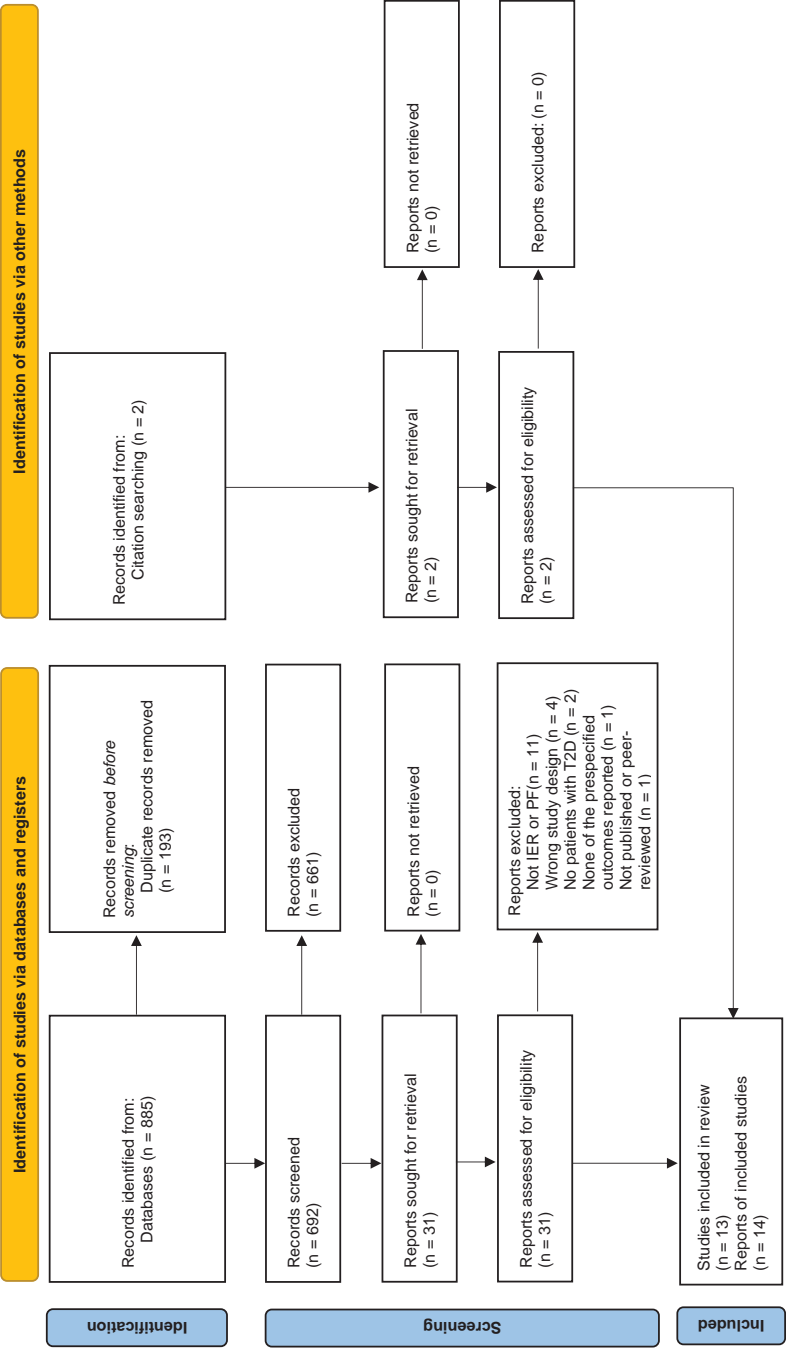 Identification of studies via databases and registers
Identification of studies via other methods
Identification
Records identified from:
Databases (n = 885)
Records removed before
screening:
Duplicate records removed
(n = 193)
Records identified from:
Citation searching (n = 2)
Screening
Records screened
(n = 692)
Records excluded
(n = 661)
Reports sought for retrieval
(n = 31)
Reports not retrieved
(n = 0)
Reports sought for retrieval
(n = 2)
Reports not retrieved
(n = 0)
Reports assessed for eligibility
(n = 31)
Reports excluded:
Not IER or PF(n = 11)
Wrong study design (n = 4)
No patients with T2D (n = 2)
None of the prespecified
outcomes reported (n = 1)
Not published or peer-
reviewed (n = 1)
Reports assessed for eligibility
(n = 2)
Reports excluded: (n = 0)
Included
Studies included in review
(n = 13)
Reports of included studies
(n = 14)